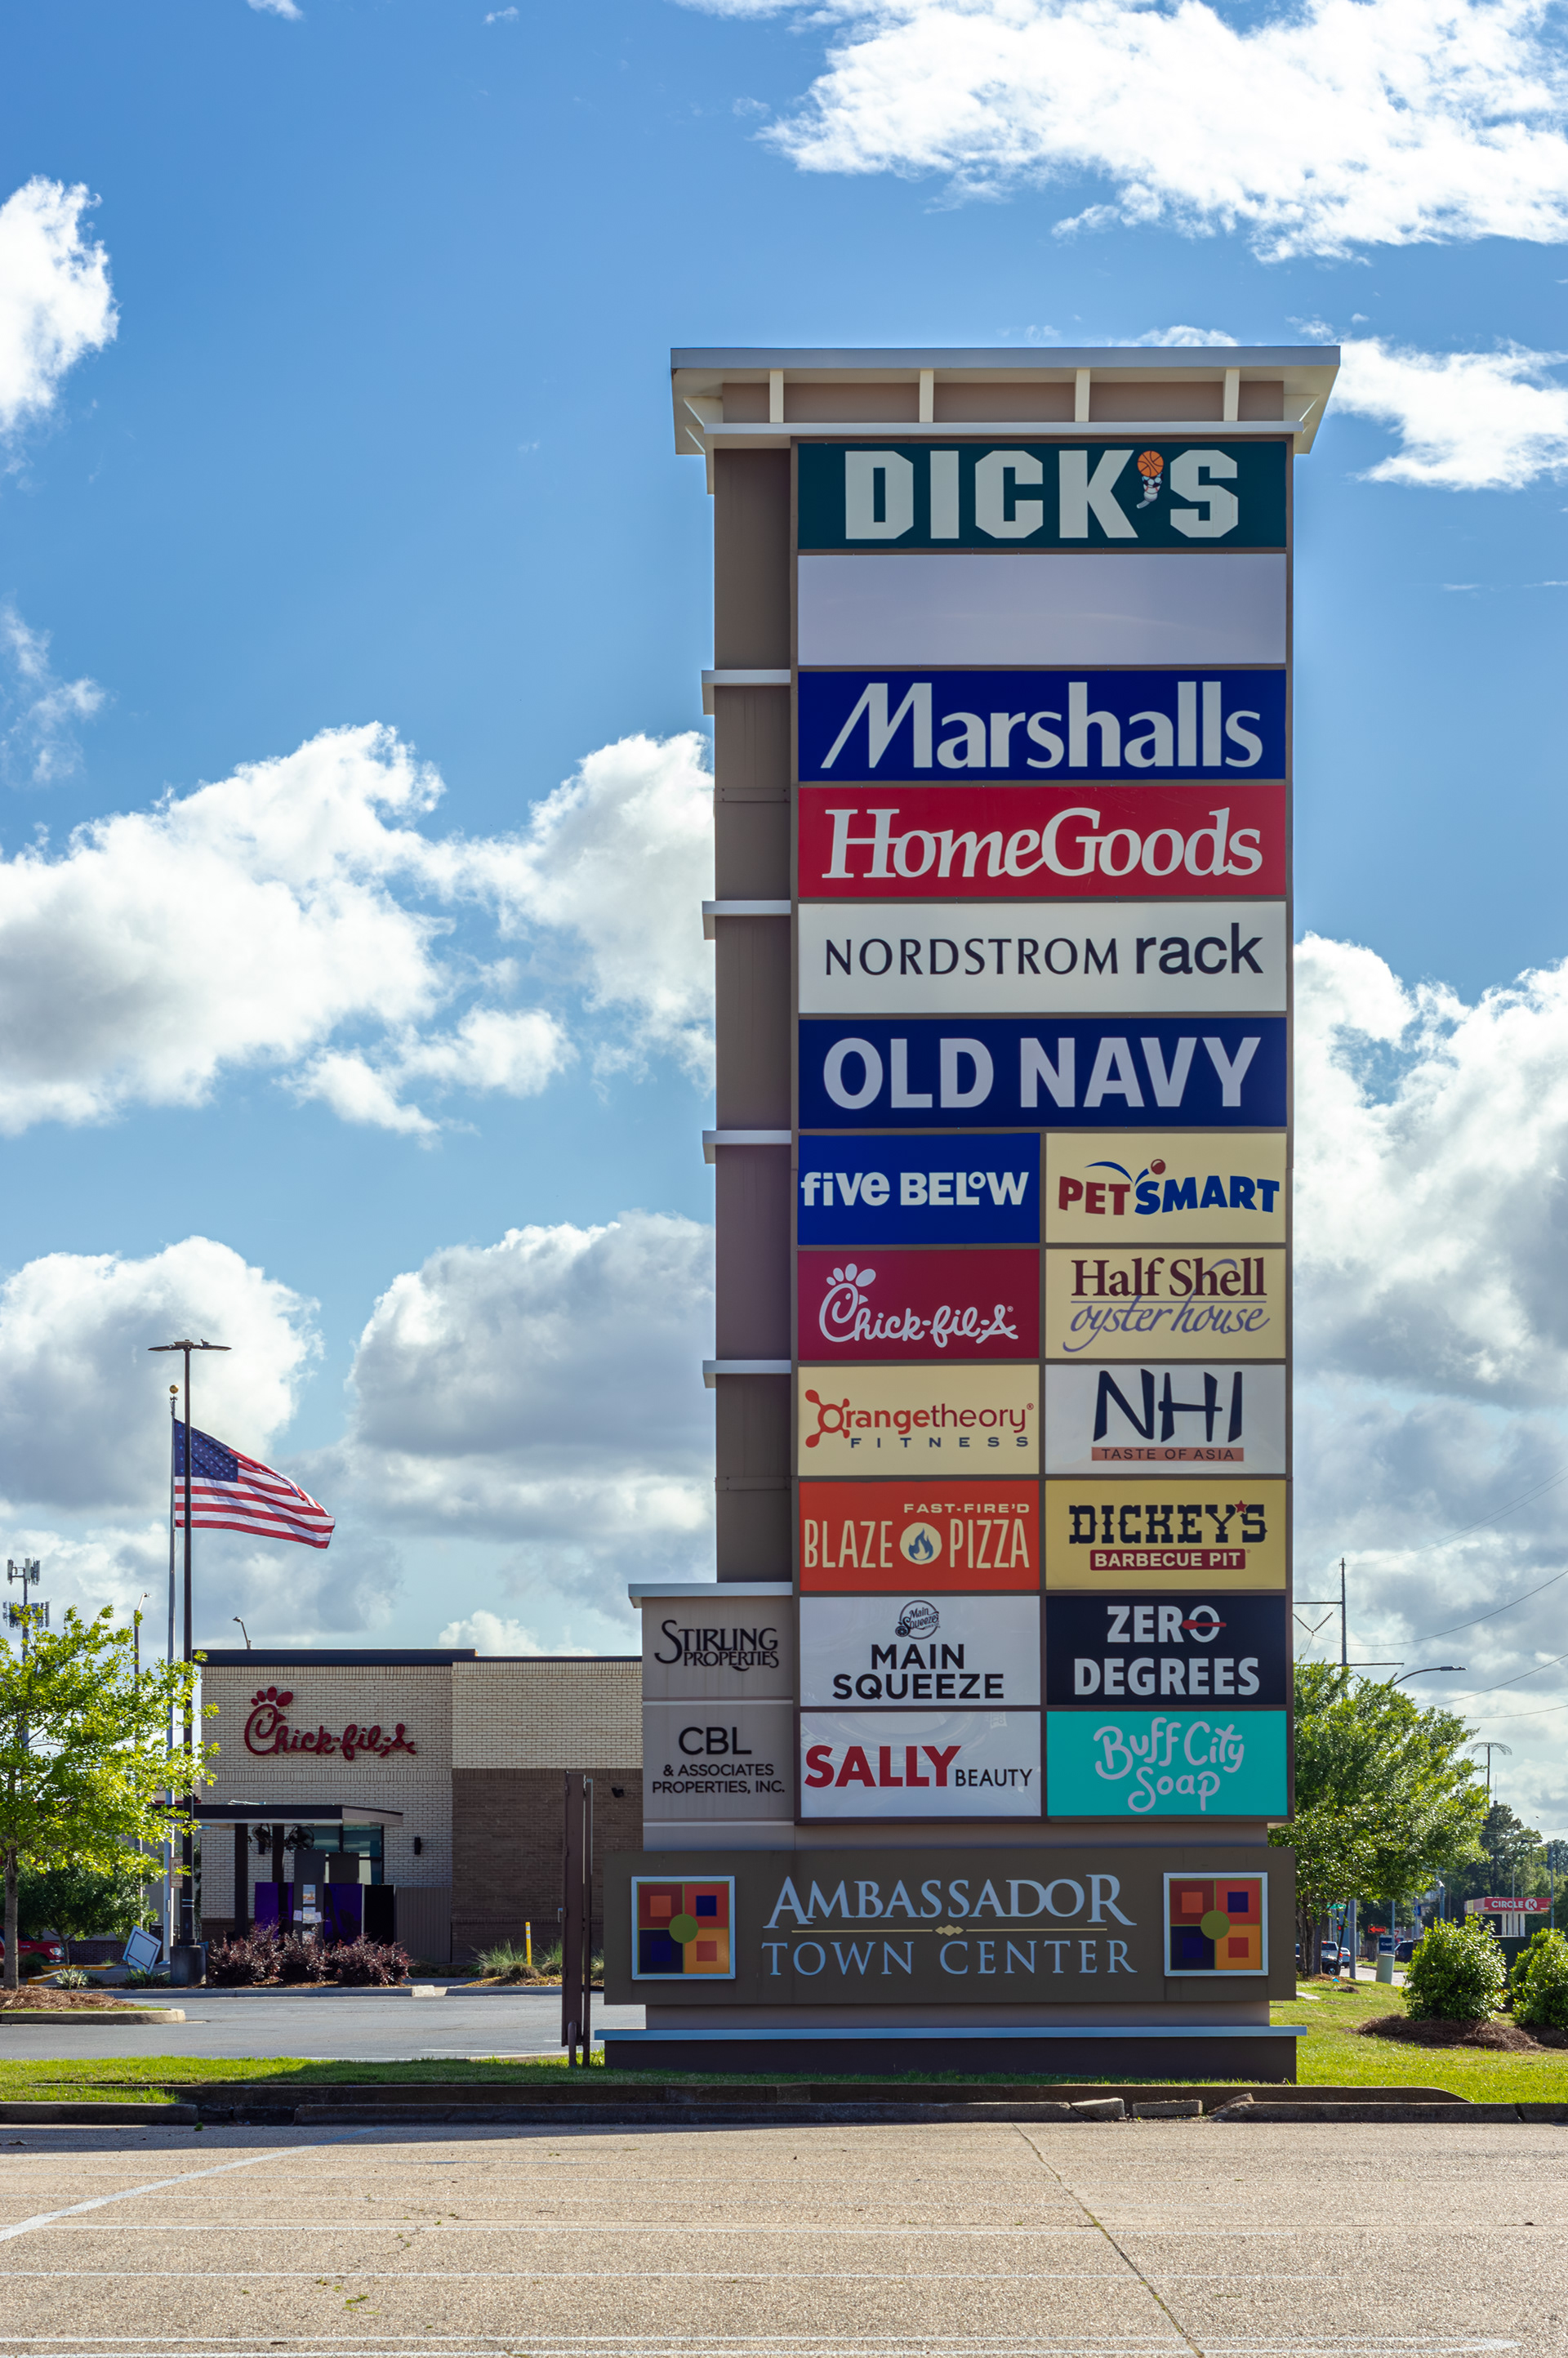 DICK'S
Marshalls
HomeGoods
NORDSTROM rack
OLD NAVY
five BELOW
PETSMART
Chick-fil-A®
Half Shell
oyster house
Orangetheory®
FITNESS
NHI
TASTE OF ASIA
FAST-FIRE'D
BLAZE PIZZA
DICKEY'S
BARBECUE PIT
STIRLING
PROPERTIES
Main
Squeeze
MAIN
SQUEEZE
ZERO
DEGREES
CBL
& ASSOCIATES
PROPERTIES, INC.
SALLY BEAUTY
Buff City
Soap
AMBASSADOR
TOWN CENTER
Chick-fil-A
CIRCLE K